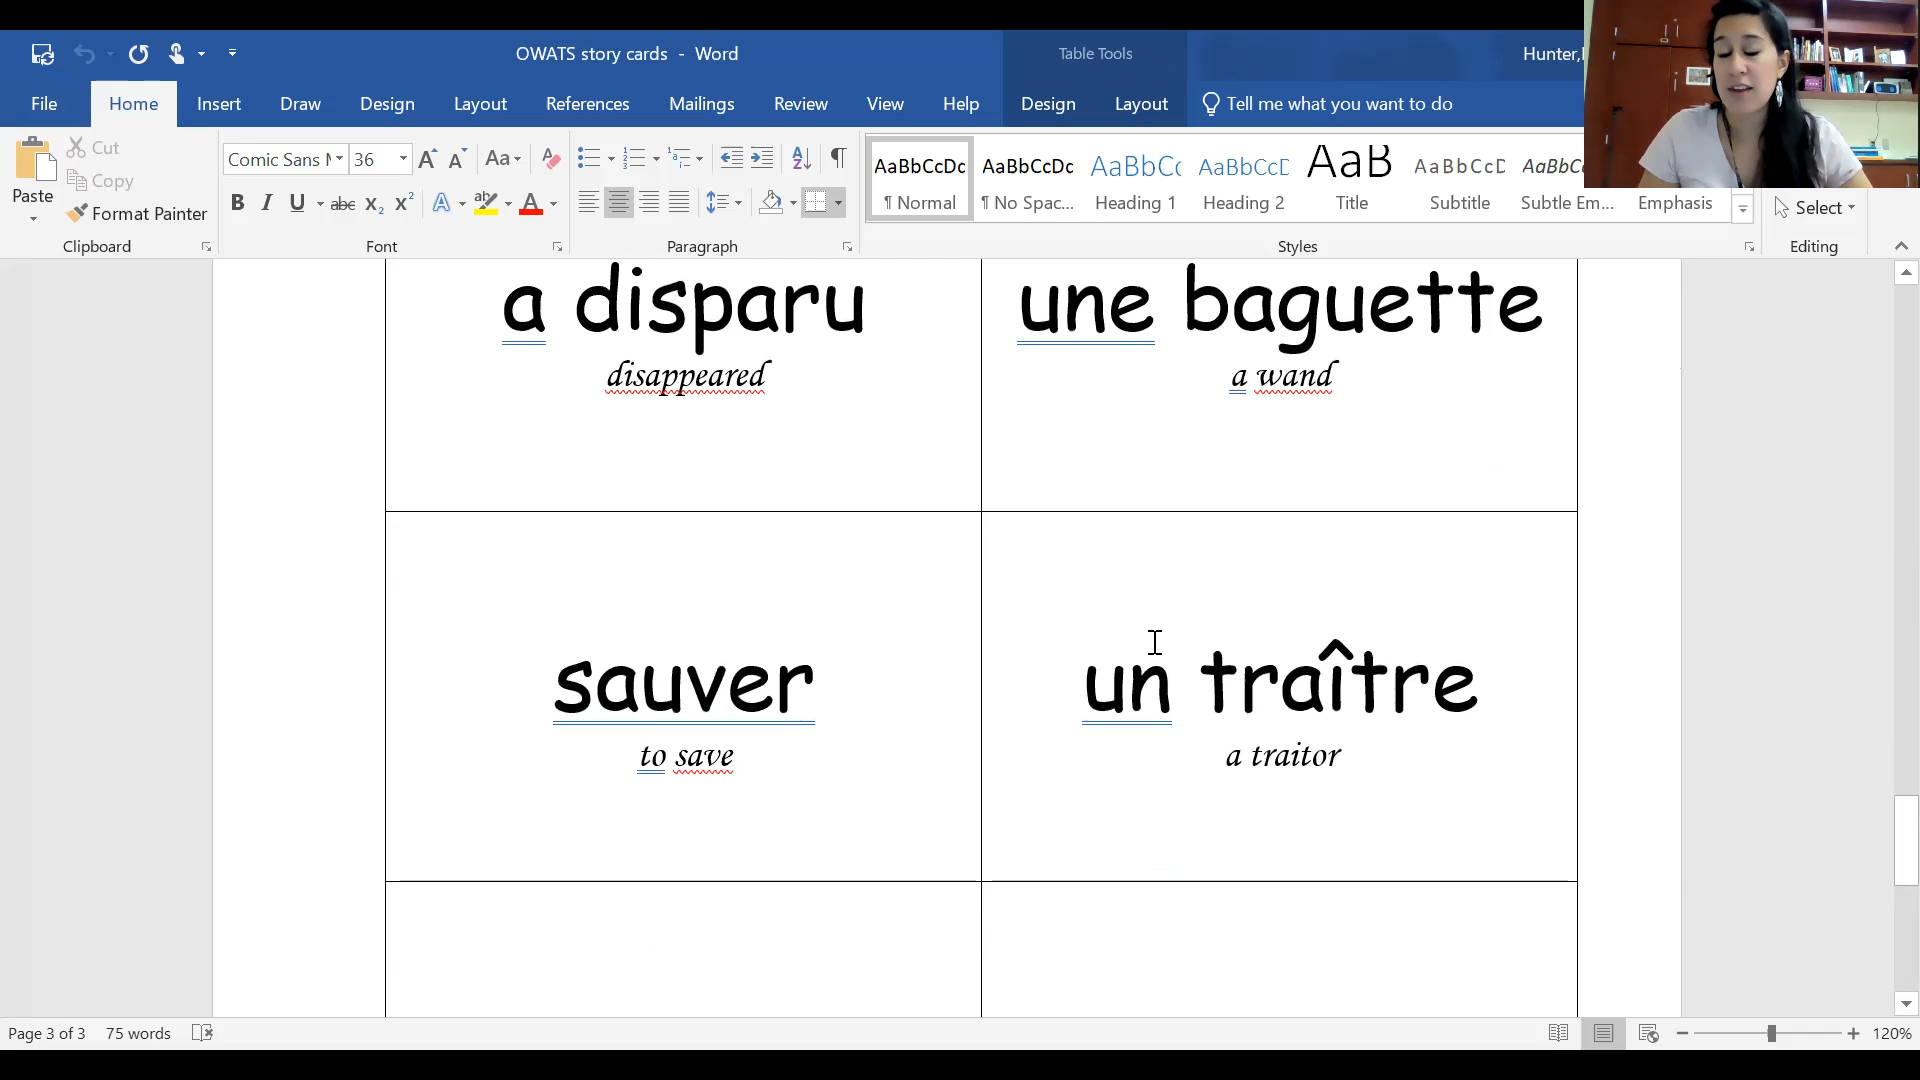 OWATS story cards - Word
Table Tools
Hunter,
File
Home
Insert
Draw
Design
Layout
References
Mailings
Review
View
Help
Design
Layout
Tell me what you want to do
Paste
Cut
Copy
Format Painter
Clipboard
Comic Sans
36
Aa
B I U abc X₂ X²
Font
Paragraph
AaBbCcDc
¶ Normal
AaBbCcDc
¶ No Spac...
AaBbCc
Heading 1
AaBbCcD
Heading 2
AaB
Title
AaBbCcD
Subtitle
AaBbCc
Subtle Em...
Emphasis
Styles
Select
Editing
a disparu
disappeared
une baguette
a wand
sauver
to save
un traître
a traitor
Page 3 of 3
75 words
120%